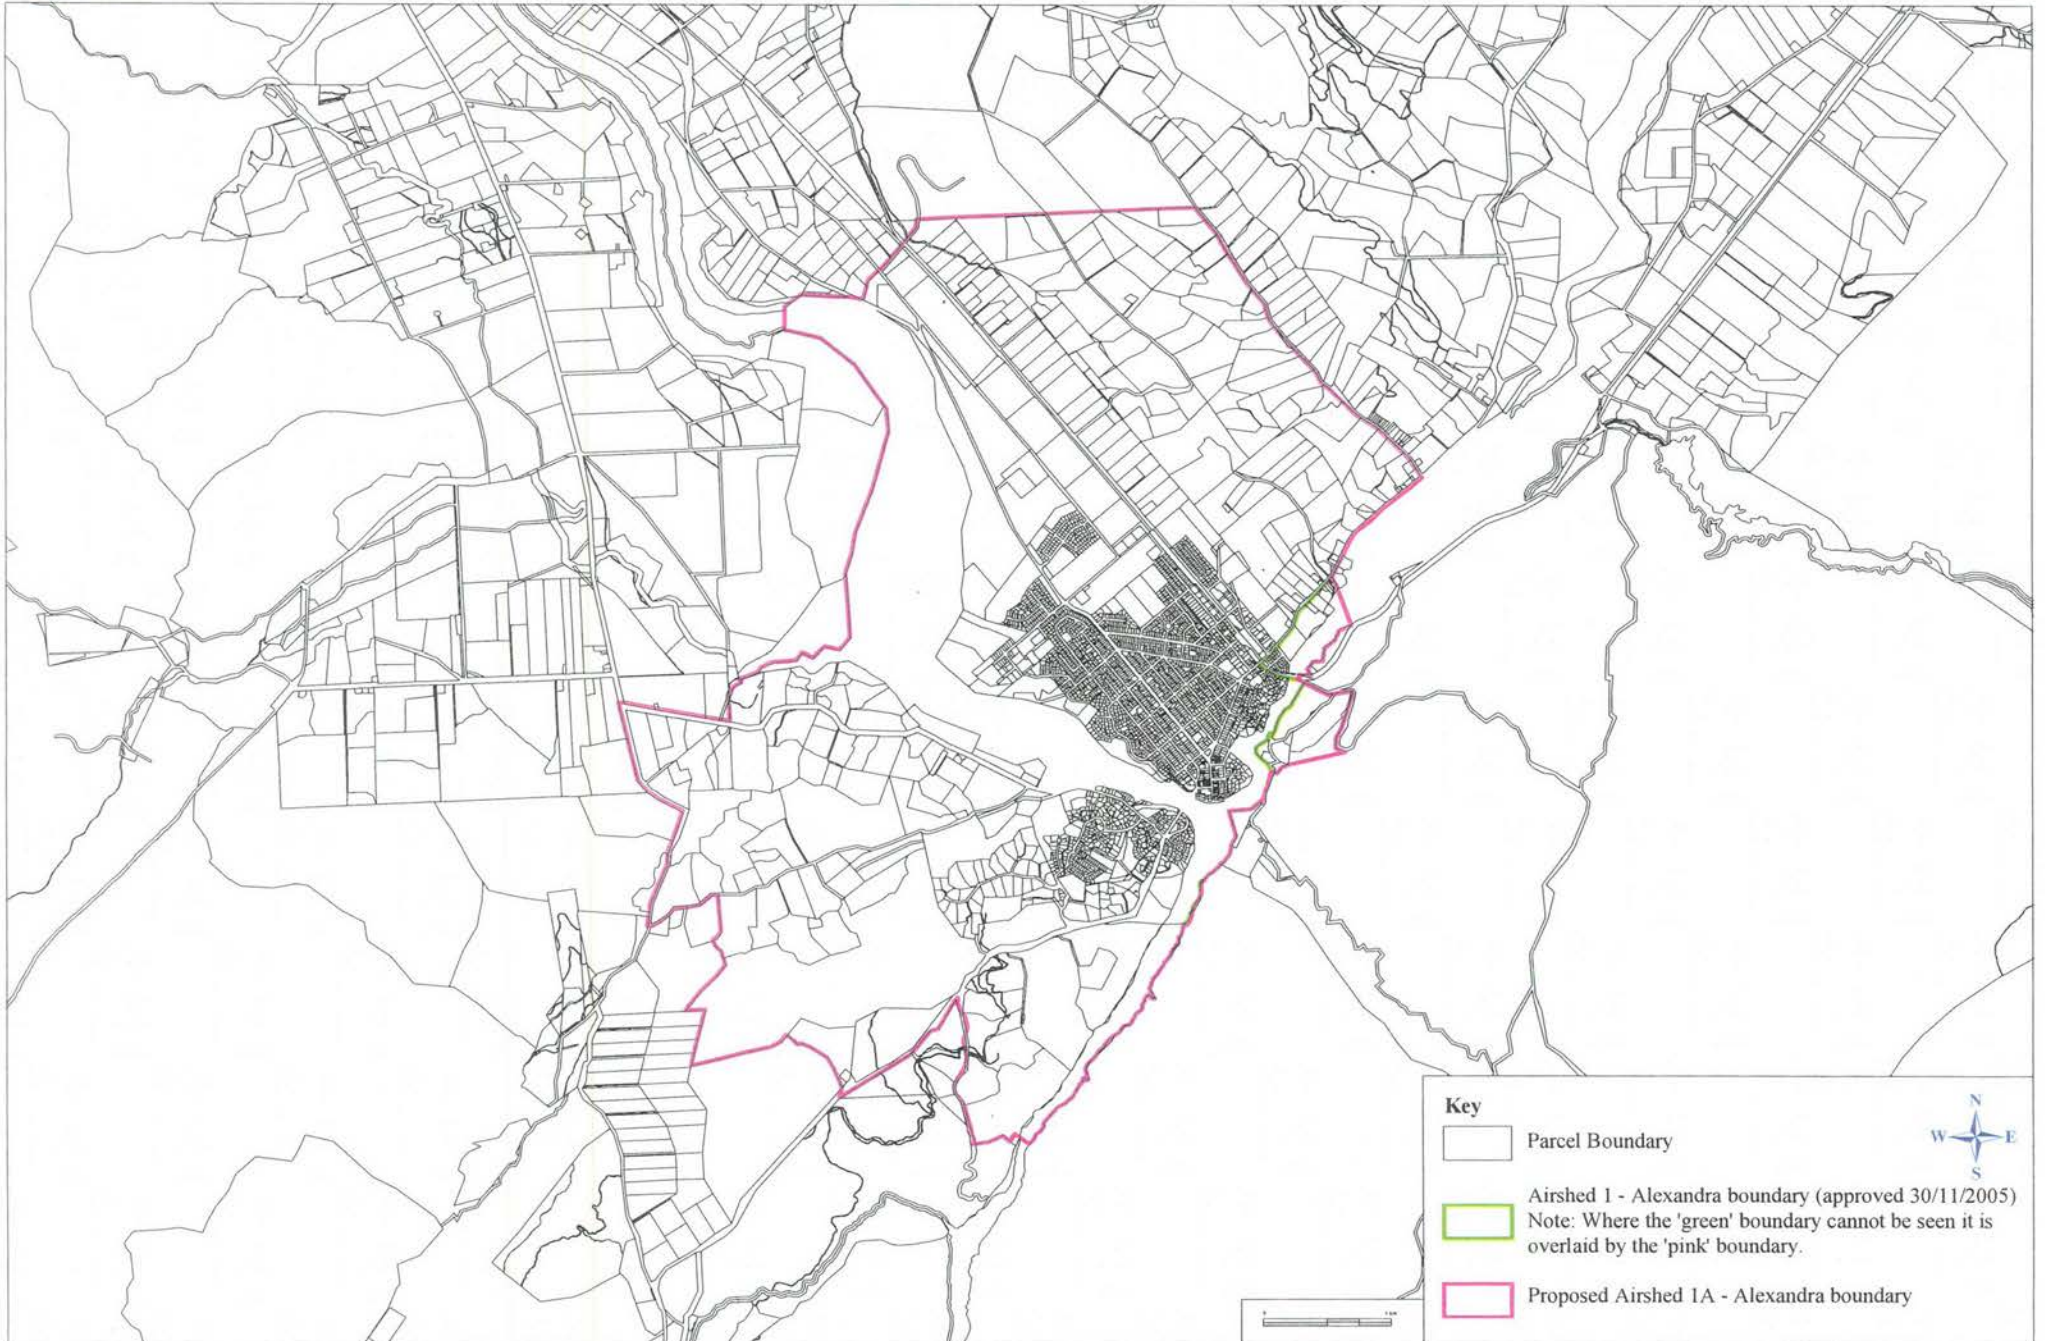 Key
N
W E
S
Parcel Boundary
Airshed 1 - Alexandra boundary (approved 30/11/2005)
Note: Where the 'green' boundary cannot be seen it is
overlaid by the 'pink' boundary.
Proposed Airshed 1A - Alexandra boundary